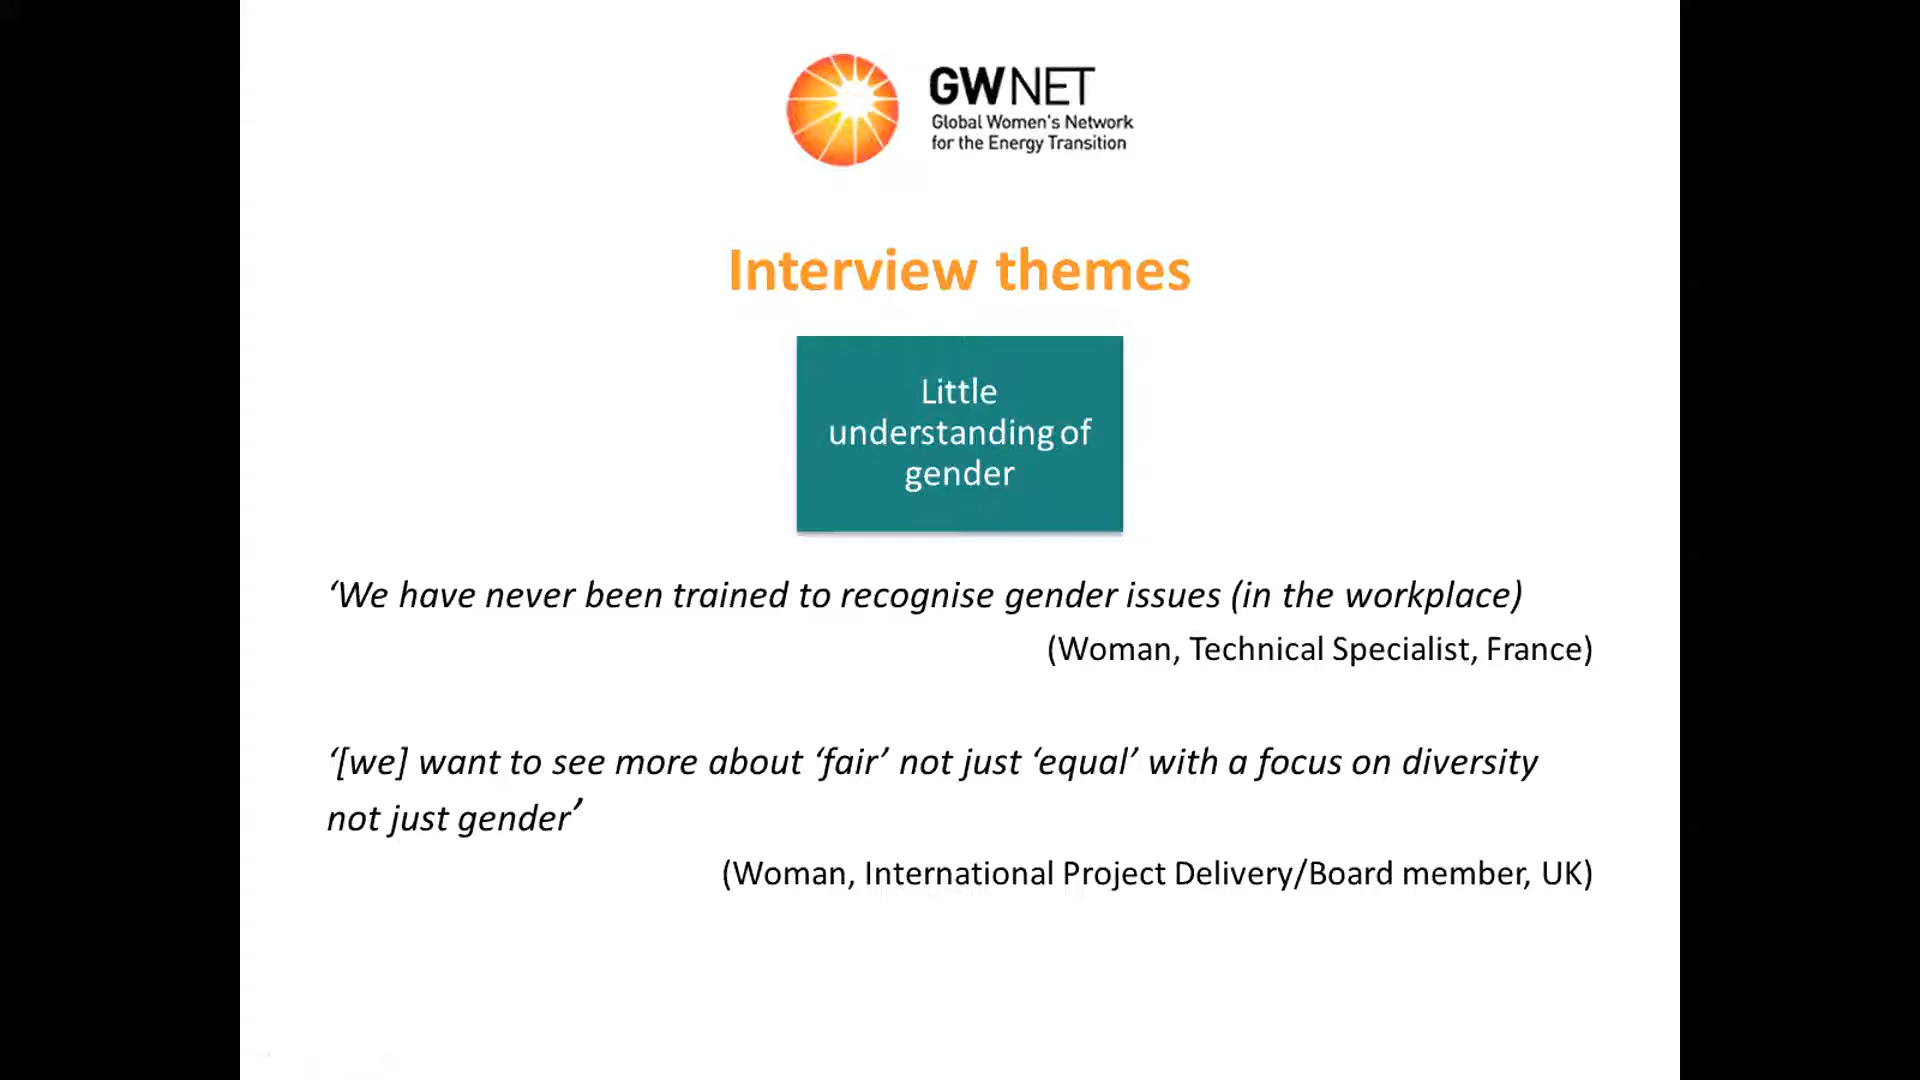 GWNET
Global Women's Network
for the Energy Transition
Interview themes
Little
understanding of
gender
‘We have never been trained to recognise gender issues (in the workplace)
(Woman, Technical Specialist, France)
‘[we] want to see more about ‘fair’ not just ‘equal’ with a focus on diversity
not just gender’
(Woman, International Project Delivery/Board member, UK)